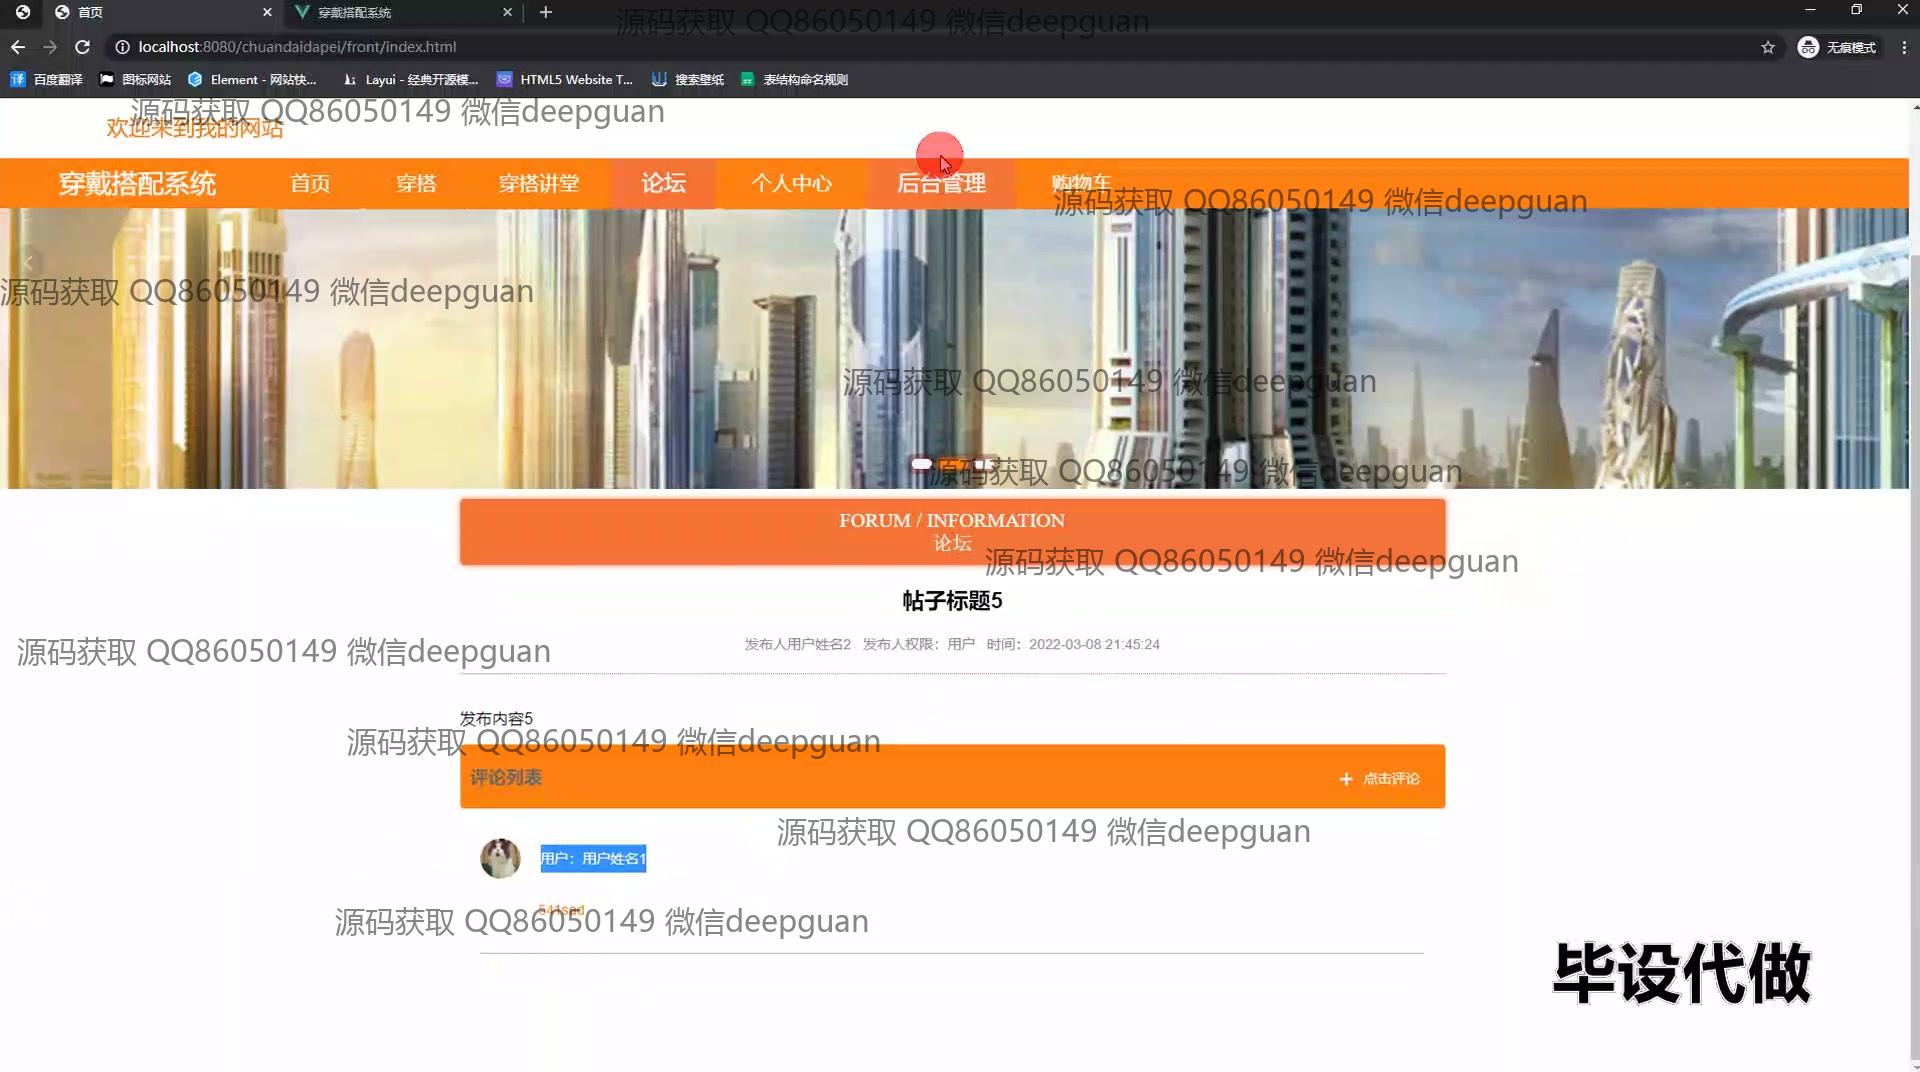 首页
穿戴搭配系统
源码获取 QQ86050149 微信deepguan
localhost:8080/chuandaidapei/front/index.html
无痕模式
百度翻译 图标网站 Element - 网站快... Layui - 经典开源模... HTML5 Website T... 搜索壁纸 表结构命名规则
源码获取 QQ86050149 微信deepguan
欢迎来到我的网站
穿戴搭配系统 首页 穿搭 穿搭讲堂 论坛 个人中心 后台管理 购物车
源码获取 QQ86050149 微信deepguan
源码获取 QQ86050149 微信deepguan
源码获取 QQ86050149 微信deepguan
源码获取 QQ86050149 微信deepguan
FORUM / INFORMATION
论坛
源码获取 QQ86050149 微信deepguan
帖子标题5
发布人用户姓名2 发布人权限：用户 时间：2022-03-08 21:45:24
源码获取 QQ86050149 微信deepguan
发布内容5
源码获取 QQ86050149 微信deepguan
评论列表
+ 点击评论
源码获取 QQ86050149 微信deepguan
用户：用户姓名1
541sad
源码获取 QQ86050149 微信deepguan
毕设代做